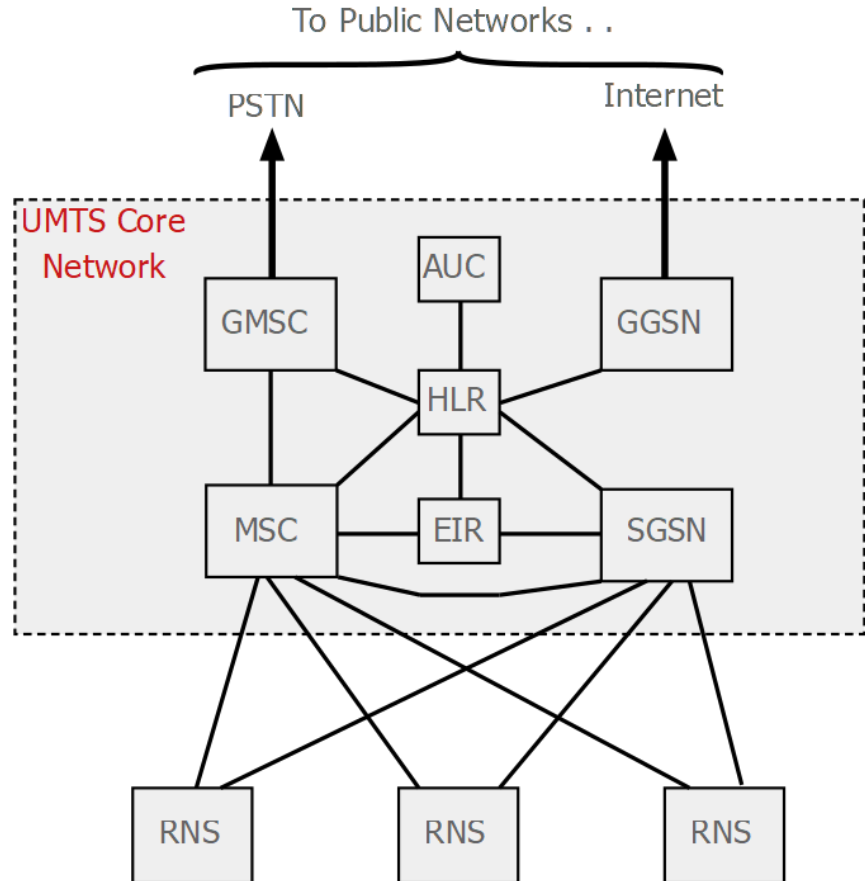 To Public Networks . .
PSTN
Internet
UMTS Core
Network
AUC
GMSC
GGSN
HLR
MSC
EIR
SGSN
RNS
RNS
RNS